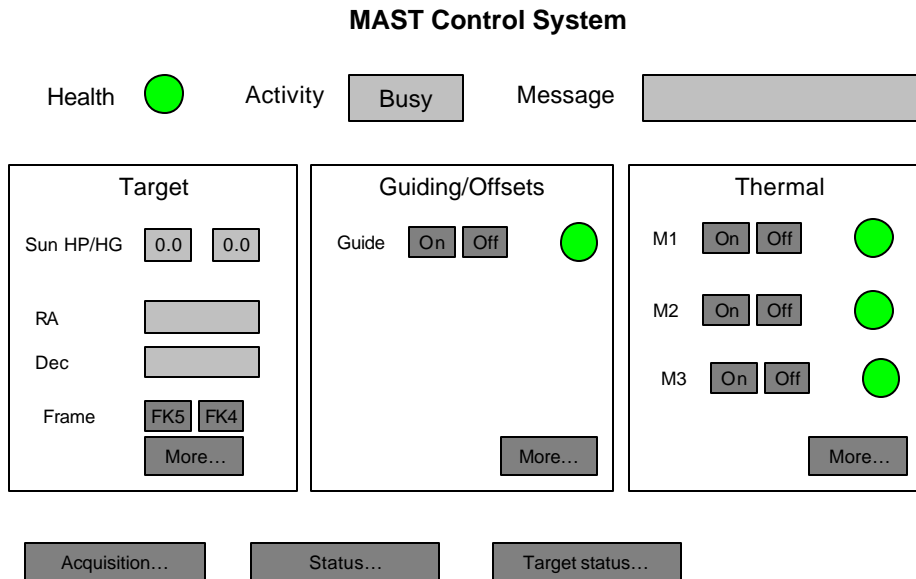 MAST Control System
Health
Activity
Busy
Message
Target
Sun HP/HG 0.0 0.0
RA
Dec
Frame FK5 FK4
More…
Guiding/Offsets
Guide On Off
More…
Thermal
M1 On Off
M2 On Off
M3 On Off
More…
Acquisition…
Status…
Target status…